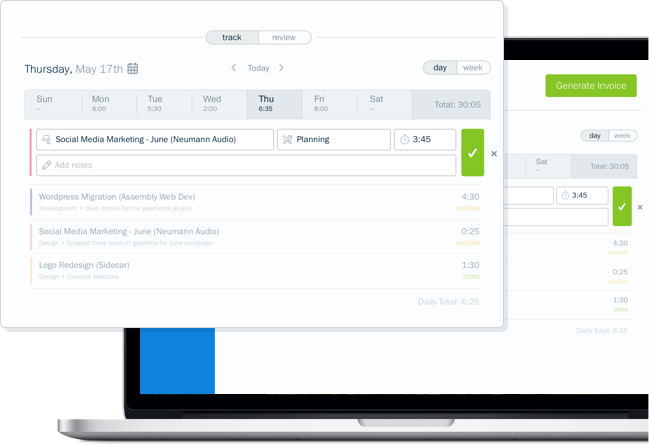 track review
Thursday, May 17th Today day week
Sun Mon Tue Wed Thu Fri Sat Total: 30:05
– 8:00 5:30 2:00 6:35 8:00 –
Social Media Marketing - June (Neumann Audio) Planning 3:45
Add notes
Wordpress Migration (Assembly Web Dev) 4:30
Development • Built mocks for the payments plug-in unbilled
Social Media Marketing - June (Neumann Audio) 0:25
Design • Created three product graphics for June campaign unbilled
Logo Redesign (Sidecar) 1:30
Design • Concept sketches billed
Daily Total: 6:25
Generate Invoice
day week
Sat Total: 30:05
–
3:45
4:30
unbilled
0:25
unbilled
1:30
billed
Daily Total: 6:25